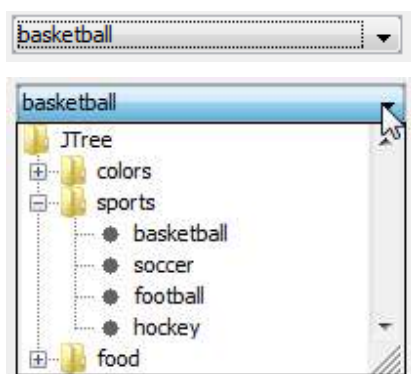 basketball
basketball
JTree
colors
sports
basketball
soccer
football
hockey
food